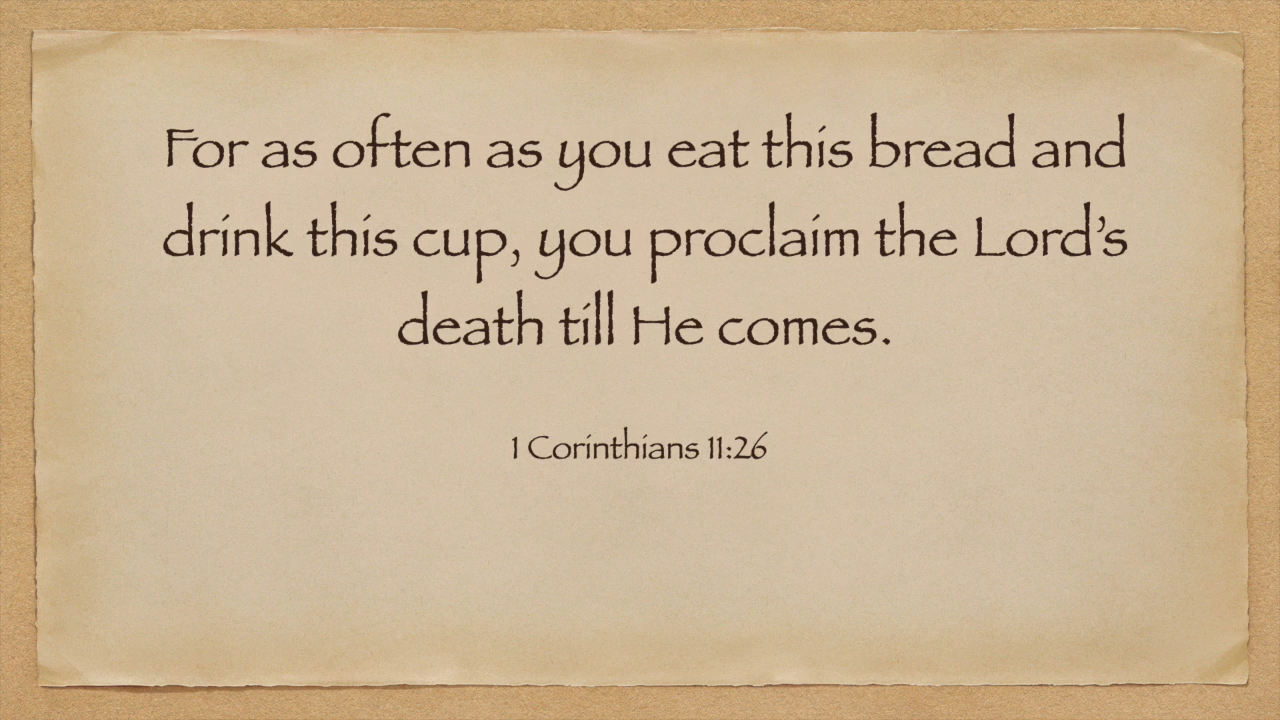 For as often as you eat this bread and
drink this cup, you proclaim the Lord’s
death till He comes.
1 Corinthians 11:26